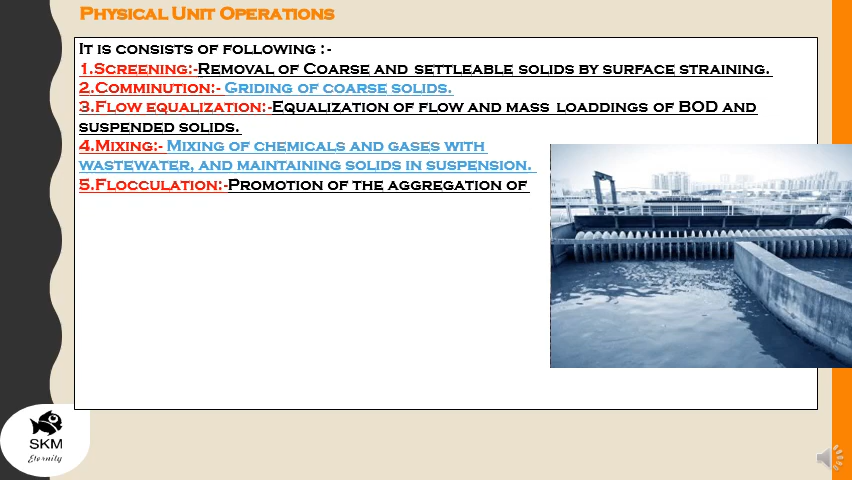 Physical Unit Operations
It is consists of following :-
1.Screening:-Removal of Coarse and settleable solids by surface straining.
2.Comminution:- Griding of coarse solids.
3.Flow equalization:-Equalization of flow and mass loaddings of BOD and
suspended solids.
4.Mixing:- Mixing of chemicals and gases with
wastewater, and maintaining solids in suspension.
5.Flocculation:-Promotion of the aggregation of
SKM
Eternity